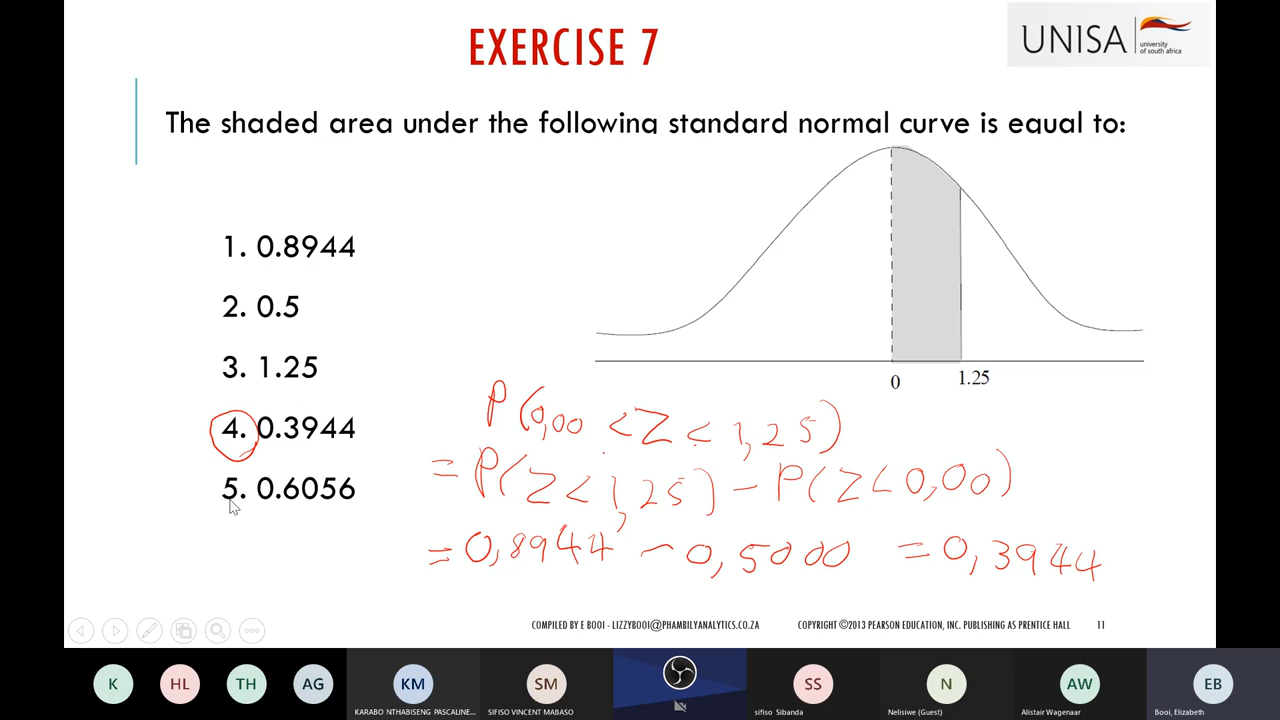 EXERCISE 7
UNISA
university
of south africa
The shaded area under the following standard normal curve is equal to:
1. 0.8944
2. 0.5
3. 1.25
4. 0.3944
5. 0.6056
0
1.25
P(0,00 < Z < 1,25)
= P(Z < 1,25) - P(Z < 0,00)
= 0,8944 - 0,5000 = 0,3944
COMPILED BY E BOOI - LIZZYBOOI@PHAMBILYANALYTICS.CO.ZA
COPYRIGHT ©2013 PEARSON EDUCATION, INC. PUBLISHING AS PRENTICE HALL
11
K
HL
TH
AG
KM
SM
SS
N
AW
EB
KARABO NTHABISENG PASCALINE...
SIFISO VINCENT MABASO
sifiso Sibanda
Nelisiwe (Guest)
Alistair Wagenaar
Booi, Elizabeth